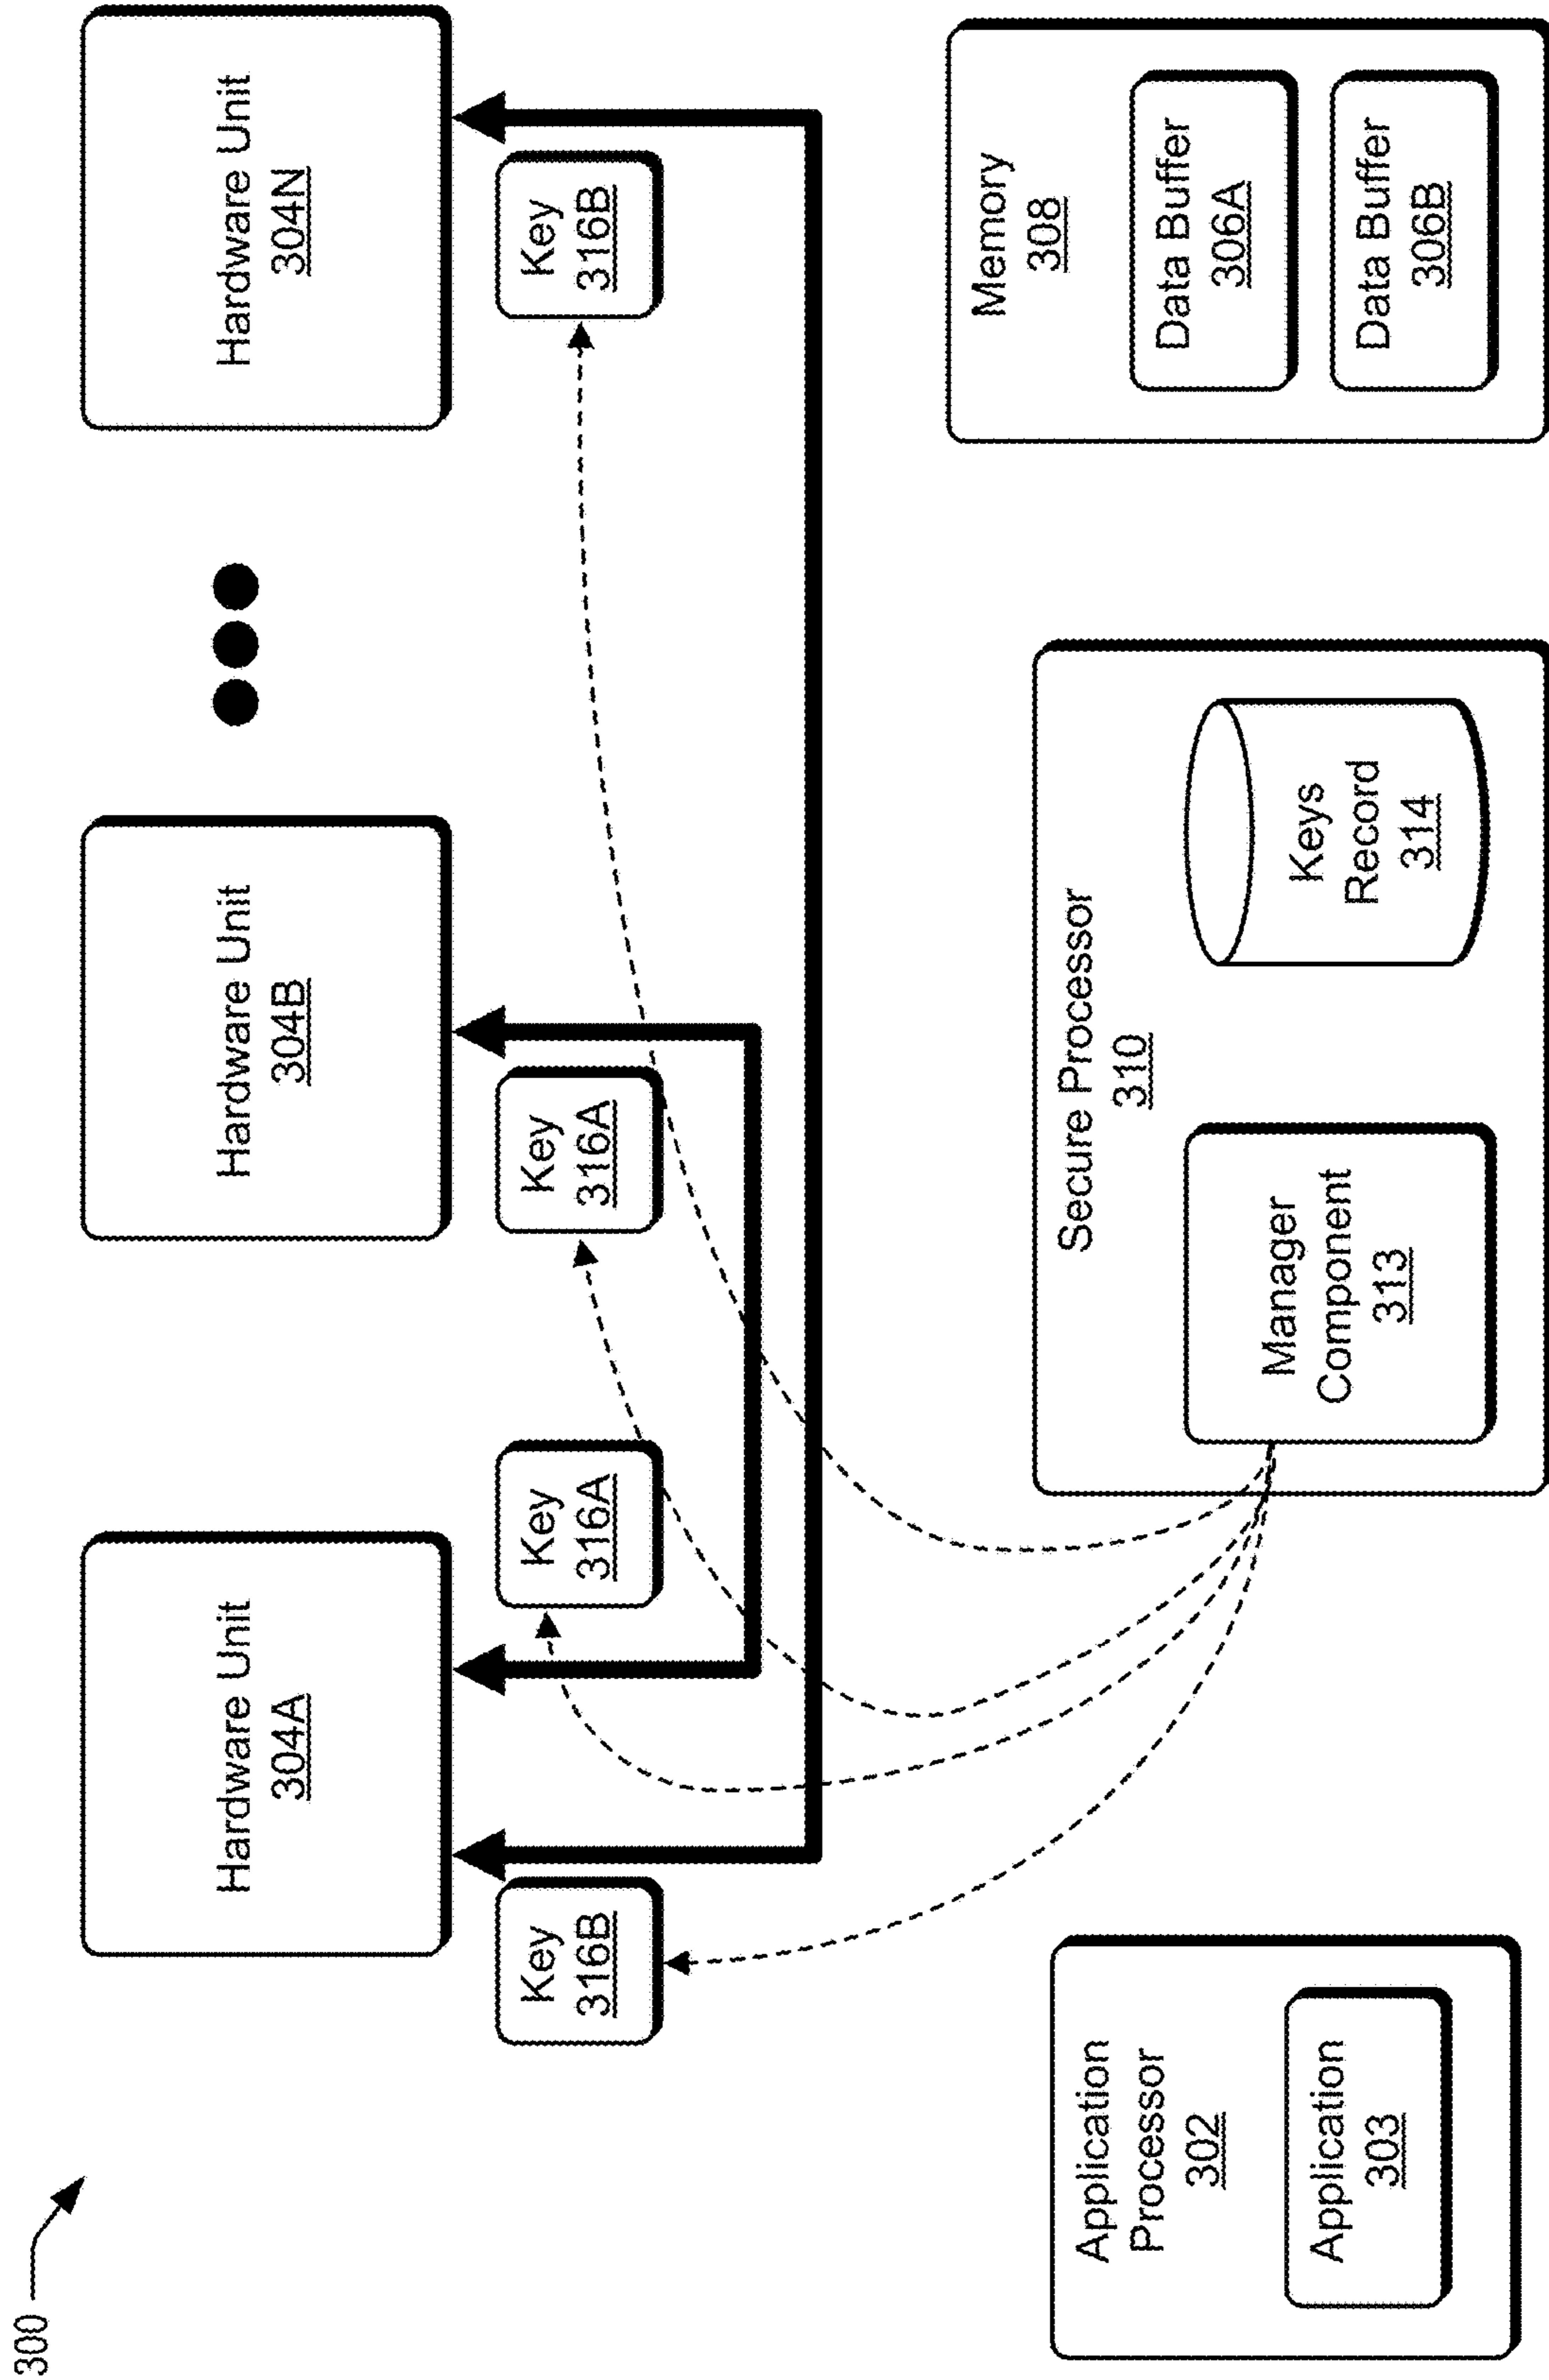 300
Hardware Unit
304A
Hardware Unit
304B
Hardware Unit
304N
Key
316B
Key
316A
Key
316A
Key
316B
Application
Processor
302
Application
303
Secure Processor
310
Manager
Component
313
Keys
Record
314
Memory
308
Data Buffer
306A
Data Buffer
306B